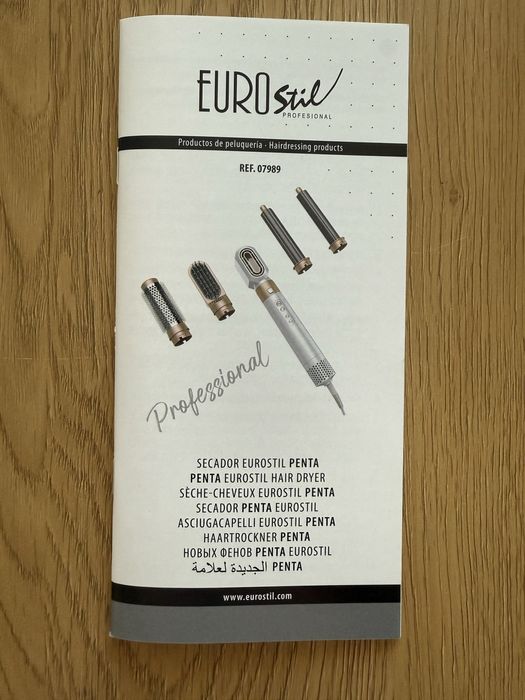 EUROstil
PROFESIONAL
Productos de peluquería · Hairdressing products
REF. 07989
Professional
SECADOR EUROSTIL PENTA
PENTA EUROSTIL HAIR DRYER
SÈCHE-CHEVEUX EUROSTIL PENTA
SECADOR PENTA EUROSTIL
ASCIUGACAPELLI EUROSTIL PENTA
HAARTROCKNER PENTA
НОВЫХ ФЕНОВ PENTA EUROSTIL
الجديدة لعلامة PENTA
www.eurostil.com